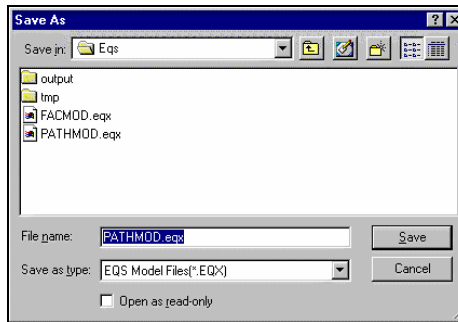 Save As
Save in: Eqs
output
tmp
FACMOD.eqx
PATHMOD.eqx
File name: PATHMOD.eqx Save
Save as type: EQS Model Files(*.EQX) Cancel
Open as read-only